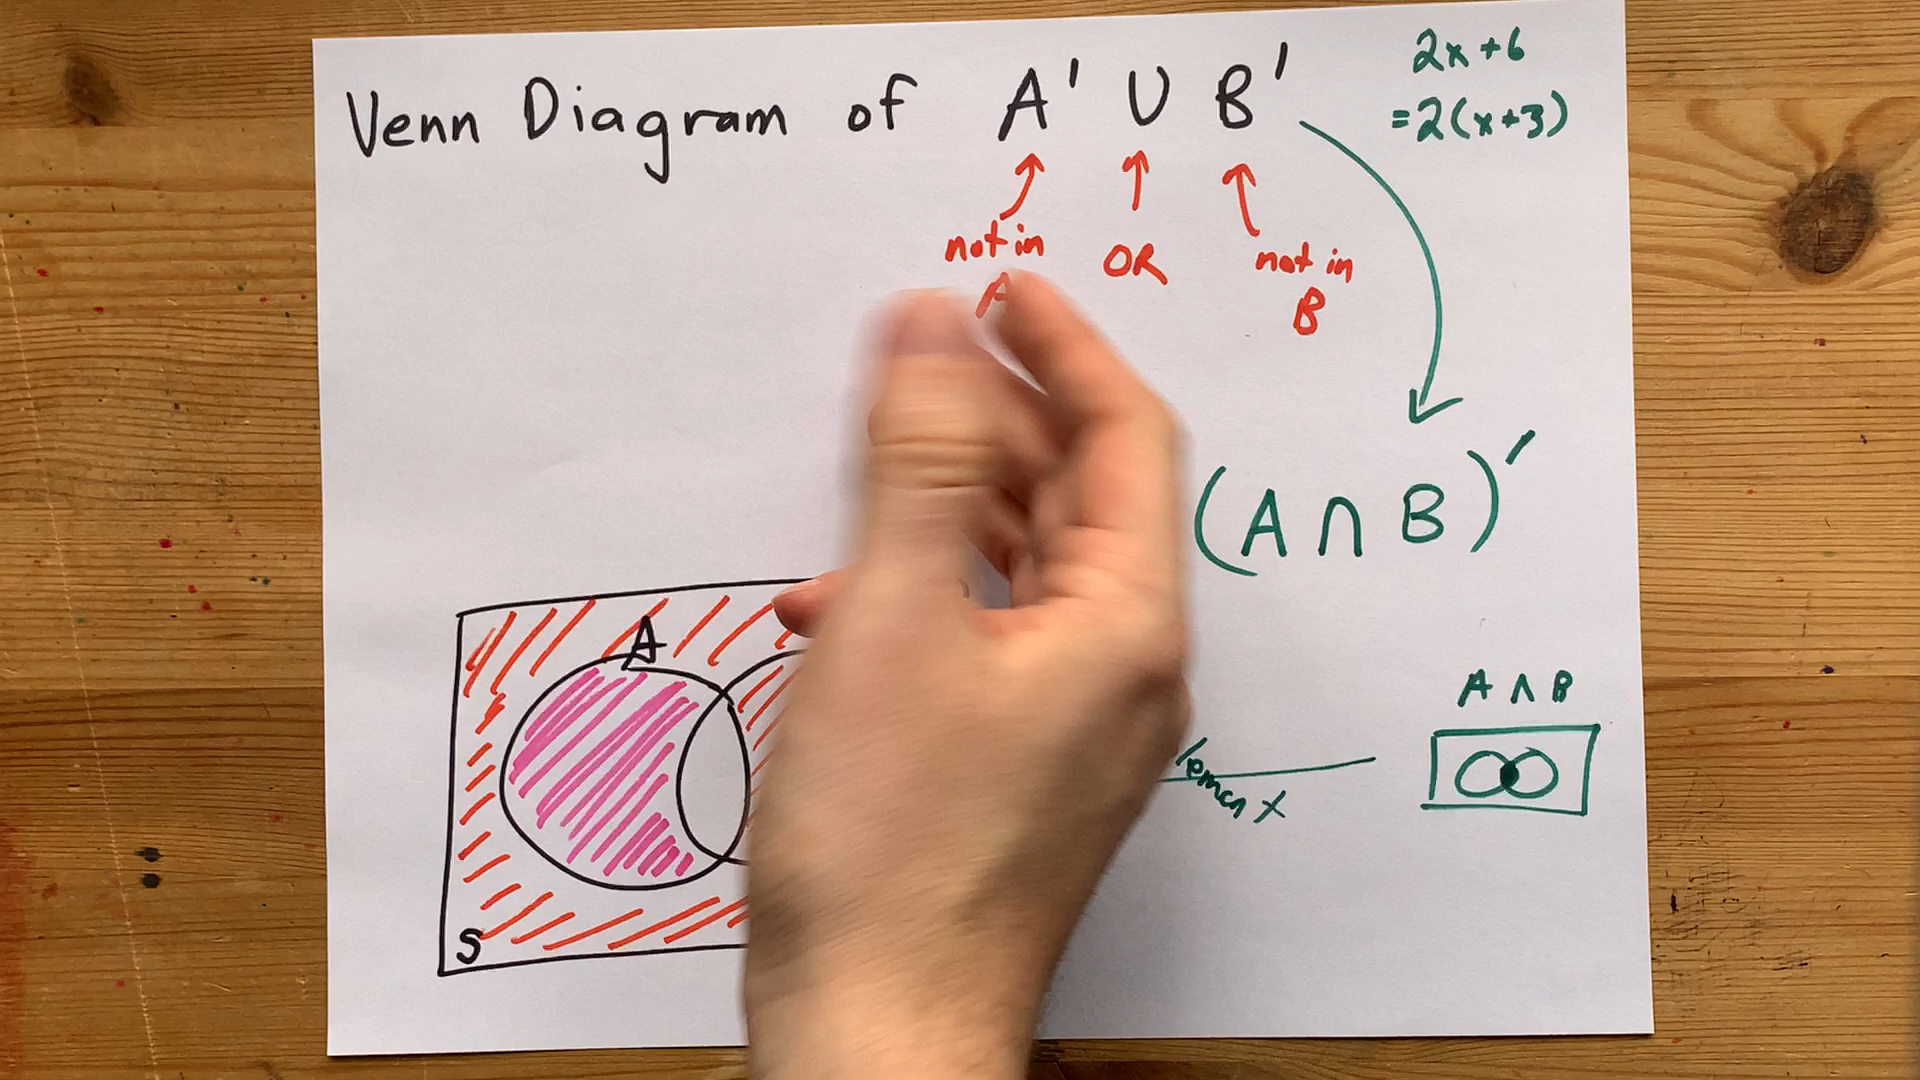 Venn Diagram of A' ∪ B'
2x+6
=2(x+3)
not in
A
OR
not in
B
(A ∩ B)'
A
S
A ∩ B